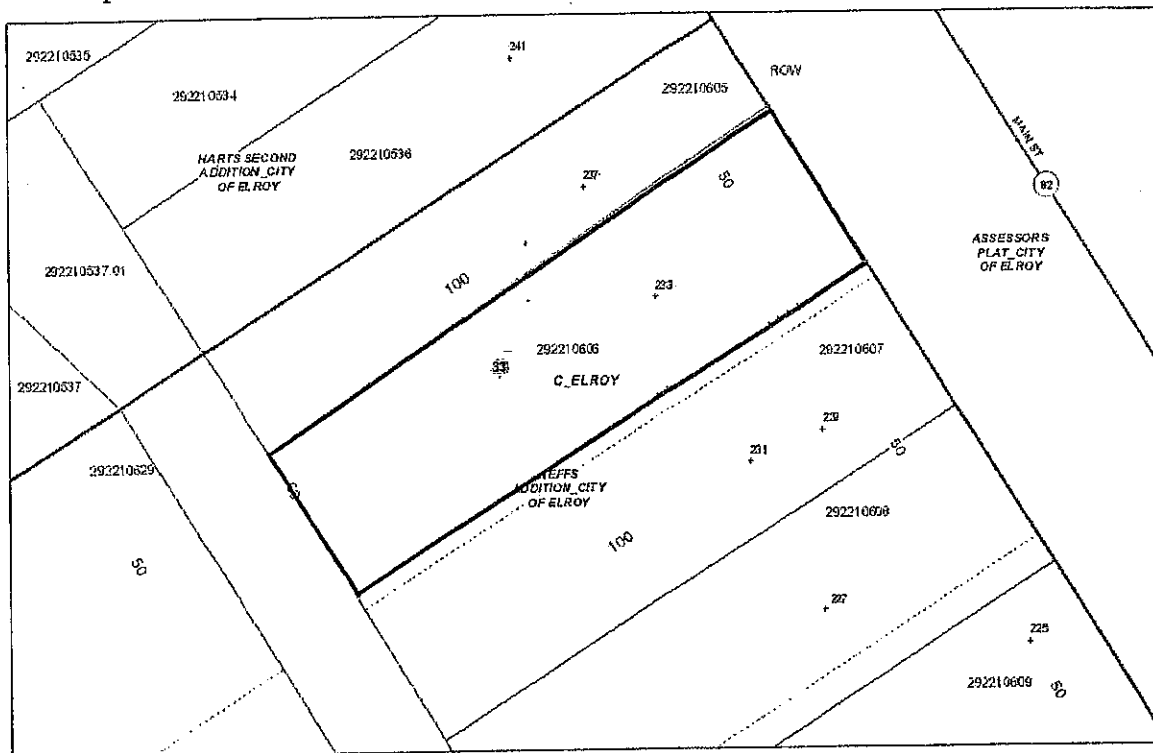 241
292210535
ROW
292210605
292210534
MAIN ST
HARTS SECOND
ADDITION_CITY
OF ELROY
292210536
237
50
82
ASSESSORS
PLAT_CITY
OF ELROY
292210537.01
100
233
292210606
292210607
C_ELROY
292210537
239
231
50
292210629
ADDITION_CITY
OF ELROY
292210608
100
50
227
225
292210609
50